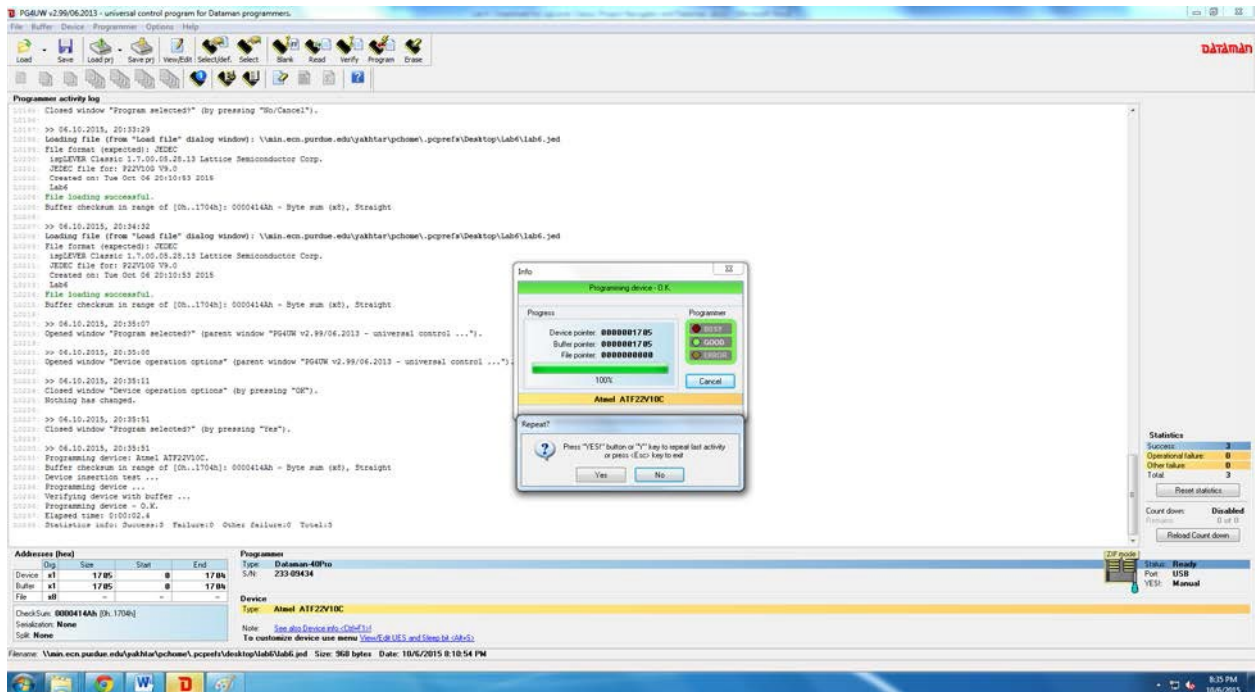 PG4UW v2.99/06.2013 - universal control program for Dataman programmers.
File Buffer Device Programmer Options Help
Load Save Load prj Save prj View/Edit Select/def. Select Blank Read Verify Program Erase
DATAMAN
Programmer activity log
Closed window "Program selected?" (by pressing "No/Cancel").
>> 06.10.2015, 20:33:29
Loading file (from "Load file" dialog window): \\min.ecn.purdue.edu\yakhtar\pchome\.pcprefs\Desktop\Lab6\lab6.jed
File format (expected): JEDEC
ispLEVER Classic 1.7.00.05.28.13 Lattice Semiconductor Corp.
JEDEC file for: P22V10G V9.0
Created on: Tue Oct 06 20:10:53 2015
Lab6
File loading successful.
Buffer checksum in range of [0h..1704h]: 0000414Ah - Byte sum (x8), Straight
>> 06.10.2015, 20:34:32
Loading file (from "Load file" dialog window): \\min.ecn.purdue.edu\yakhtar\pchome\.pcprefs\Desktop\Lab6\lab6.jed
File format (expected): JEDEC
ispLEVER Classic 1.7.00.05.28.13 Lattice Semiconductor Corp.
JEDEC file for: P22V10G V9.0
Created on: Tue Oct 06 20:10:53 2015
Lab6
File loading successful.
Buffer checksum in range of [0h..1704h]: 0000414Ah - Byte sum (x8), Straight
>> 06.10.2015, 20:35:07
Opened window "Program selected?" (parent window "PG4UW v2.99/06.2013 - universal control ...").
>> 06.10.2015, 20:35:08
Opened window "Device operation options" (parent window "PG4UW v2.99/06.2013 - universal control ...").
>> 06.10.2015, 20:35:11
Closed window "Device operation options" (by pressing "OK").
Nothing has changed.
>> 06.10.2015, 20:35:51
Closed window "Program selected?" (by pressing "Yes").
>> 06.10.2015, 20:35:51
Programming device: Atmel ATF22V10C.
Buffer checksum in range of [0h..1704h]: 0000414Ah - Byte sum (x8), Straight
Device insertion test ...
Programming device ...
Verifying device with buffer ...
Programming device - O.K.
Elapsed time: 0:00:02.4
Statistics info: Success:3 Failure:0 Other failure:0 Total:3
Info
Programming device - O.K.
Progress
Programmer
Device pointer: 0000001705
Buffer pointer: 0000001705
File pointer: 0000000000
BUSY
GOOD
ERROR
100%
Cancel
Atmel ATF22V10C
Repeat?
Press "YES!" button or "Y" key to repeat last activity
or press <Esc> key to exit
Yes No
Statistics
Success: 3
Operational failure: 0
Other failure: 0
Total: 3
Reset statistics
Count down: Disabled
Remains: 0 of 0
Reload Count down
Addresses (hex)
Org. Size Start End
Device x1 1705 0 1704
Buffer x1 1705 0 1704
File x8 - - -
CheckSum: 0000414Ah [0h..1704h]
Serialization: None
Split: None
Programmer
Type: Dataman-40Pro
S/N: 233-09434
Device
Type: Atmel ATF22V10C
Note: See also Device info <Ctrl+F1>!
To customize device use menu View/Edit UES and Sleep bit <Alt+S>
ZIF mode
Status: Ready
Port: USB
YES!: Manual
Filename: \\min.ecn.purdue.edu\yakhtar\pchome\.pcprefs\desktop\lab6\lab6.jed Size: 968 bytes Date: 10/6/2015 8:10:54 PM
8:35 PM
10/6/2015